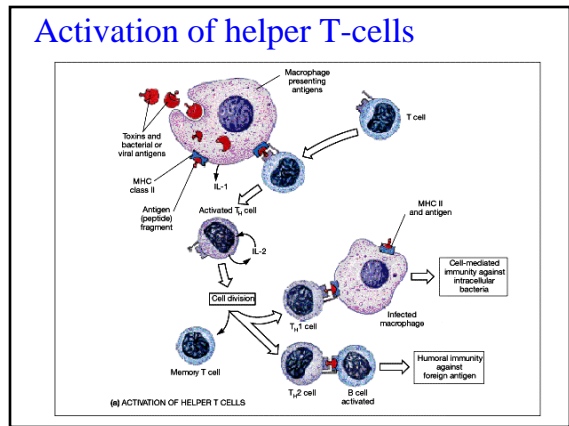 Activation of helper T-cells
Macrophage
presenting
antigens
Toxins and
bacterial or
viral antigens
T cell
MHC
class II
IL-1
Antigen
(peptide)
fragment
Activated TH cell
MHC II
and antigen
IL-2
Cell-mediated
immunity against
intracellular
bacteria
Cell division
TH1 cell
Infected
macrophage
Memory T cell
Humoral immunity
against
foreign antigen
TH2 cell
B cell
activated
(a) ACTIVATION OF HELPER T CELLS